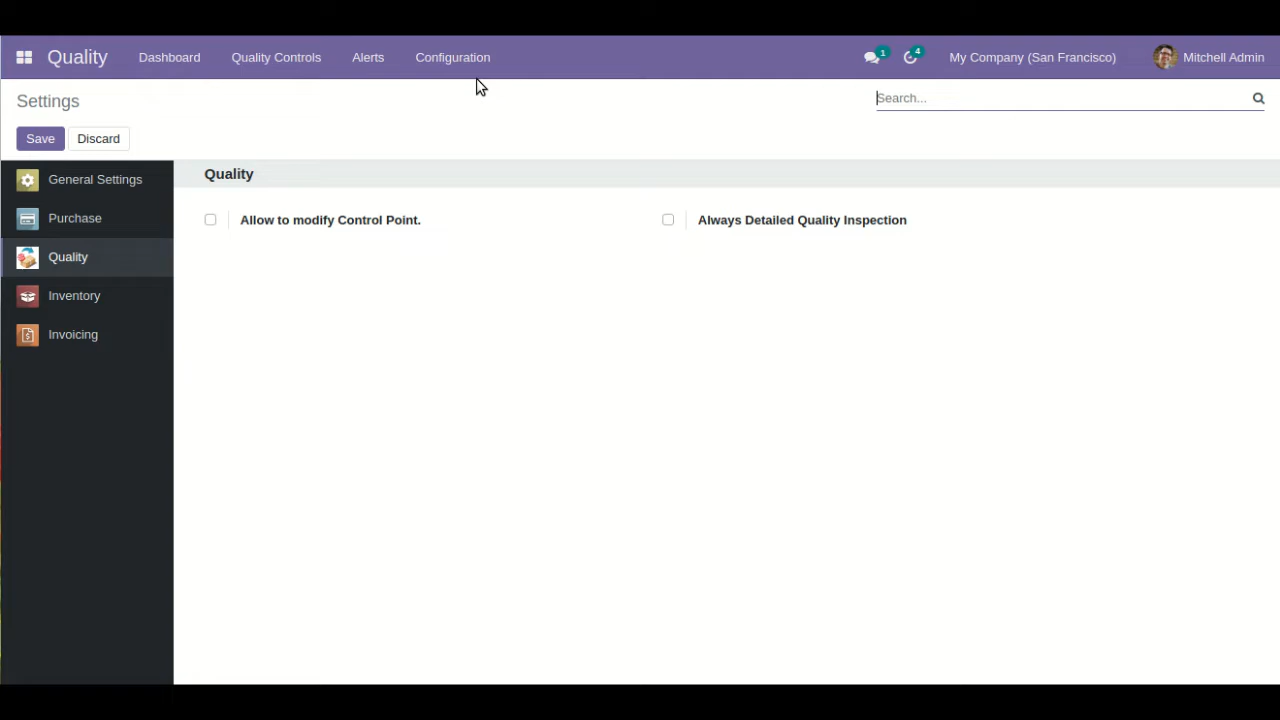 Quality Dashboard Quality Controls Alerts Configuration 1 4 My Company (San Francisco) Mitchell Admin
Settings Search...
Save Discard
General Settings
Purchase
Quality
Inventory
Invoicing
Quality
Allow to modify Control Point. Always Detailed Quality Inspection